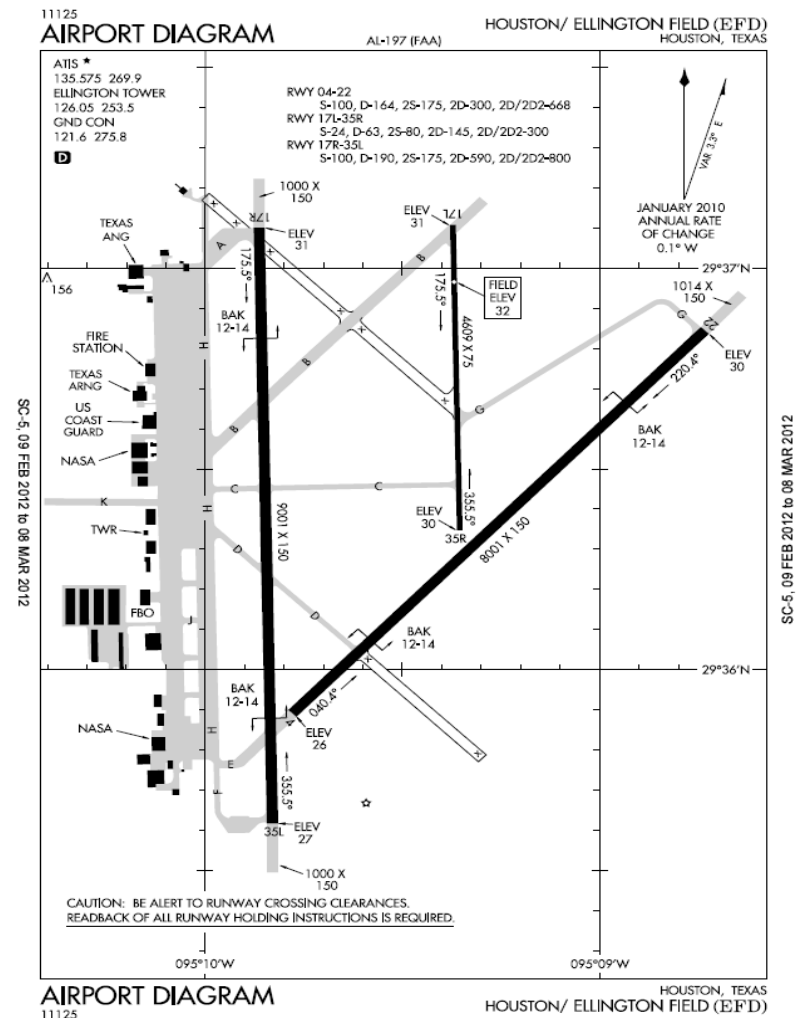 11125
AIRPORT DIAGRAM
AL-197 (FAA)
HOUSTON/ ELLINGTON FIELD (EFD)
HOUSTON, TEXAS
ATIS ★
135.575 269.9
ELLINGTON TOWER
126.05 253.5
GND CON
121.6 275.8
D
RWY 04-22
S-100, D-164, 2S-175, 2D-300, 2D/2D2-668
RWY 17L-35R
S-24, D-63, 2S-80, 2D-145, 2D/2D2-300
RWY 17R-35L
S-100, D-190, 2S-175, 2D-590, 2D/2D2-800
VAR 3.3° E
JANUARY 2010
ANNUAL RATE
OF CHANGE
0.1° W
1000 X
150
17R
ELEV
31
ELEV
31
17L
TEXAS
ANG
A
B
29°37'N
156
175.5°
175.5°
FIELD
ELEV
32
1014 X
150
BAK
12-14
4609 X 75
G
22
ELEV
30
FIRE
STATION
H
B
220.4°
TEXAS
ARNG
US
COAST
GUARD
G
BAK
12-14
B
NASA
C
C
K
H
9001 X 150
ELEV
30
355.5°
35R
8001 X 150
TWR
D
FBO
J
D
BAK
12-14
29°36'N
BAK
12-14
040.4°
4
ELEV
26
NASA
H
E
F
355.5°
35L
ELEV
27
1000 X
150
CAUTION: BE ALERT TO RUNWAY CROSSING CLEARANCES.
READBACK OF ALL RUNWAY HOLDING INSTRUCTIONS IS REQUIRED.
095°10'W
095°09'W
SC-5, 09 FEB 2012 to 08 MAR 2012
SC-5, 09 FEB 2012 to 08 MAR 2012
AIRPORT DIAGRAM
11125
HOUSTON, TEXAS
HOUSTON/ ELLINGTON FIELD (EFD)